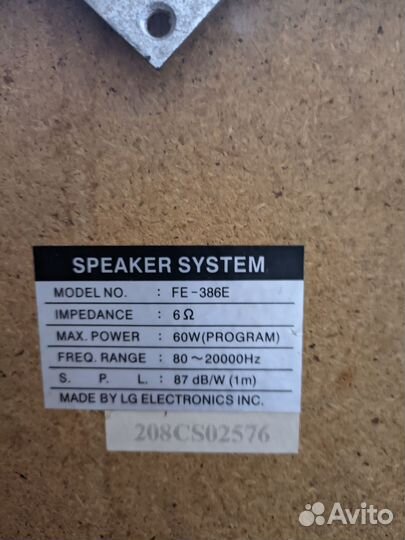 SPEAKER SYSTEM
MODEL NO. : FE-386E
IMPEDANCE : 6Ω
MAX. POWER : 60W(PROGRAM)
FREQ. RANGE : 80~20000Hz
S. P. L. : 87 dB/W (1m)
MADE BY LG ELECTRONICS INC.
208CS02576
Avito